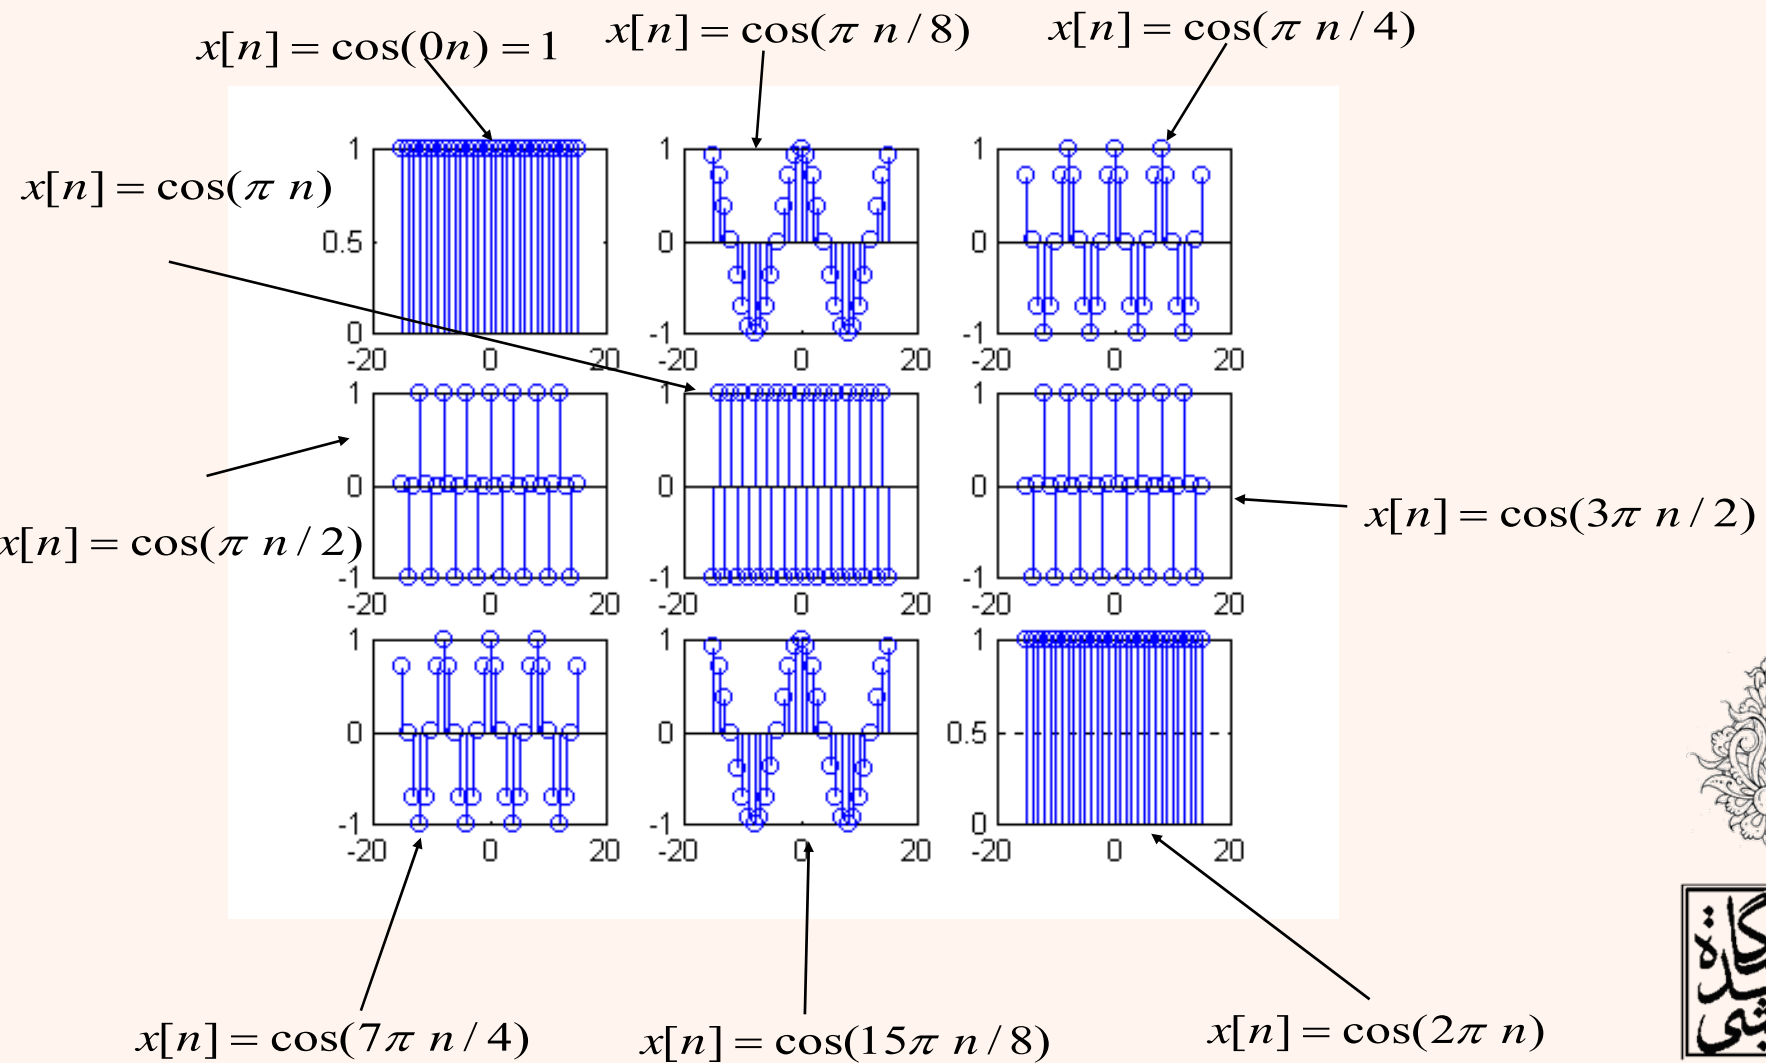 x[n] = cos(0n) = 1
x[n] = cos(π n / 8)
x[n] = cos(π n / 4)
x[n] = cos(π n)
1
0.5
0
-20 0 20
1
0
-1
-20 0 20
1
0
-1
-20 0 20
x[n] = cos(π n / 2)
1
0
-1
-20 0 20
1
0
-1
-20 0 20
1
0
-1
-20 0 20
x[n] = cos(3π n / 2)
1
0
-1
-20 0 20
1
0
-1
-20 0 20
1
0.5
0
-20 0 20
x[n] = cos(7π n / 4)
x[n] = cos(15π n / 8)
x[n] = cos(2π n)